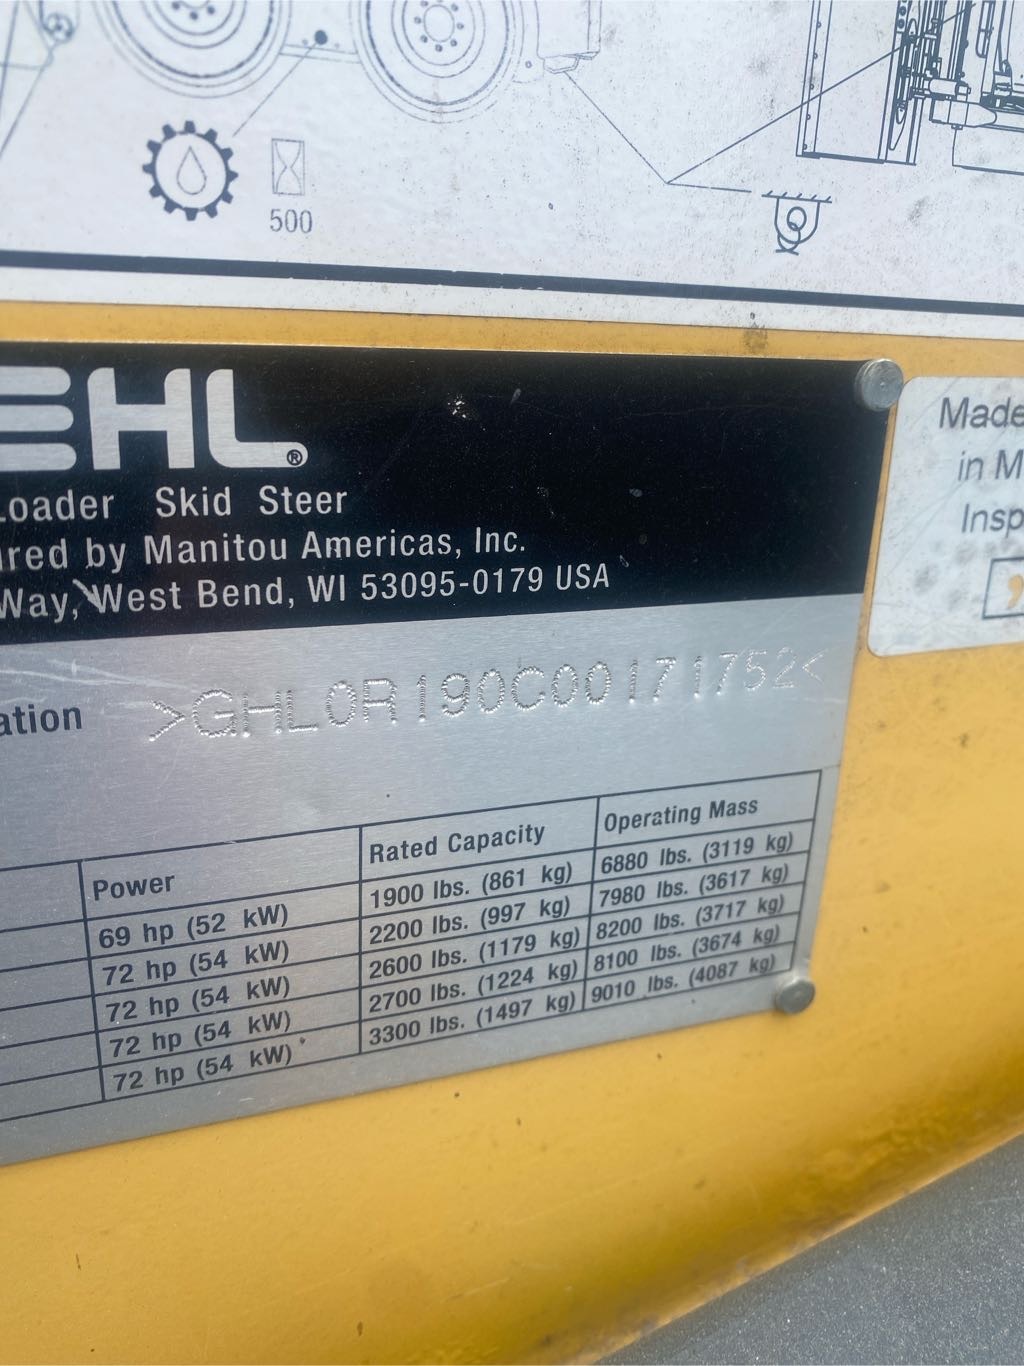 500
EHL®
Loader Skid Steer
ured by Manitou Americas, Inc.
Way, West Bend, WI 53095-0179 USA
Made
in M
Insp
ation >GHL0R190C00171752<
Power Rated Capacity Operating Mass
69 hp (52 kW) 1900 lbs. (861 kg) 6880 lbs. (3119 kg)
72 hp (54 kW) 2200 lbs. (997 kg) 7980 lbs. (3617 kg)
72 hp (54 kW) 2600 lbs. (1179 kg) 8200 lbs. (3717 kg)
72 hp (54 kW) 2700 lbs. (1224 kg) 8100 lbs. (3674 kg)
72 hp (54 kW) 3300 lbs. (1497 kg) 9010 lbs. (4087 kg)